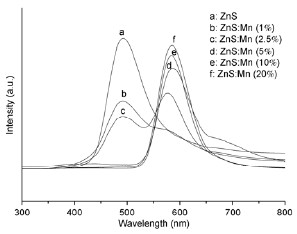 a: ZnS
b: ZnS:Mn (1%)
c: ZnS:Mn (2.5%)
d: ZnS:Mn (5%)
e: ZnS:Mn (10%)
f: ZnS:Mn (20%)
a
b
c
f
e
d
Intensity (a.u.)
300 400 500 600 700 800
Wavelength (nm)